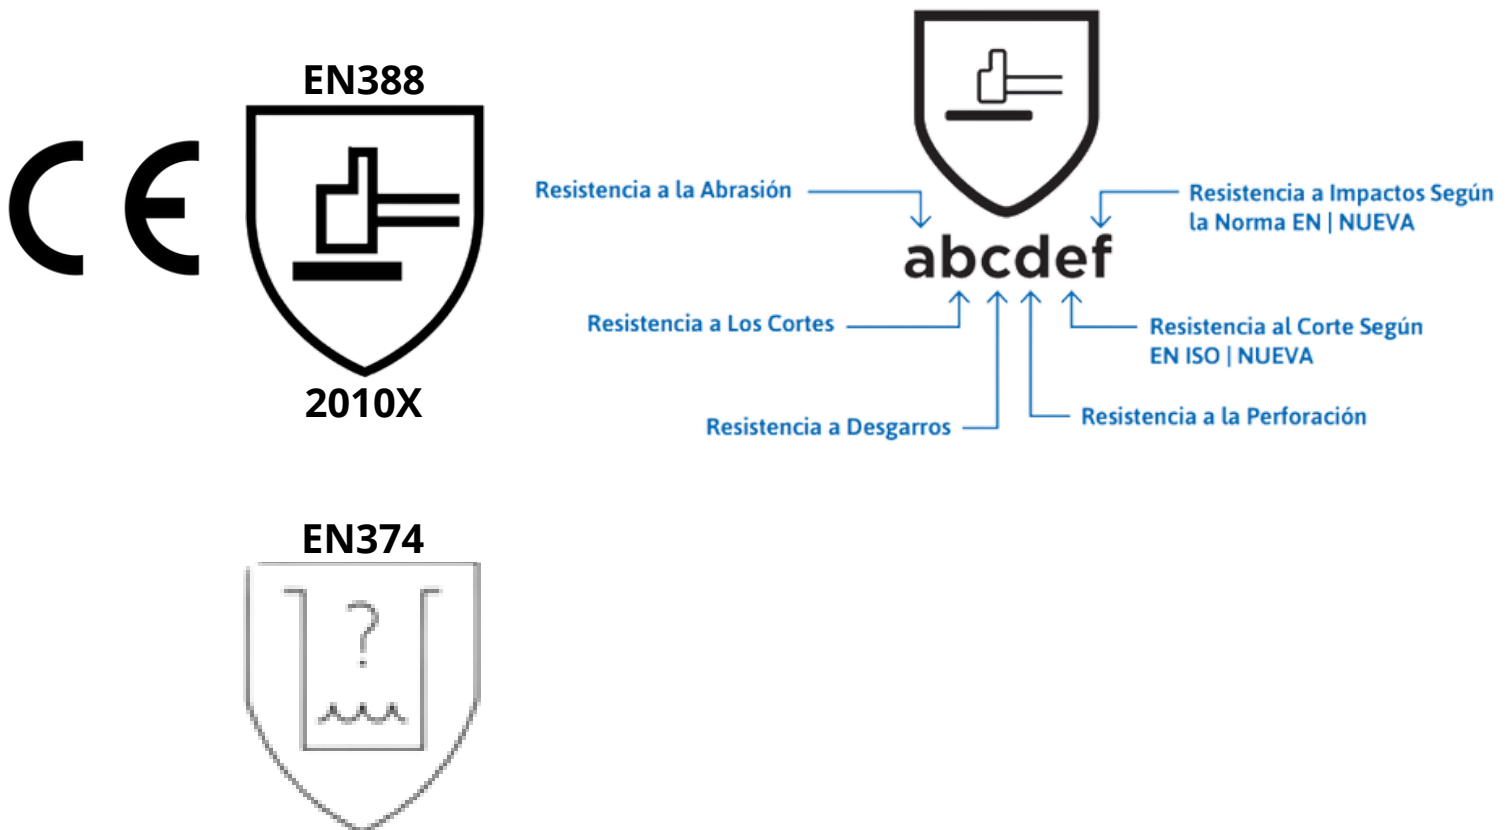 CE
EN388
2010X
Resistencia a la Abrasión
Resistencia a Impactos Según
la Norma EN | NUEVA
abcdef
Resistencia a Los Cortes
Resistencia al Corte Según
EN ISO | NUEVA
Resistencia a Desgarros
Resistencia a la Perforación
EN374
?